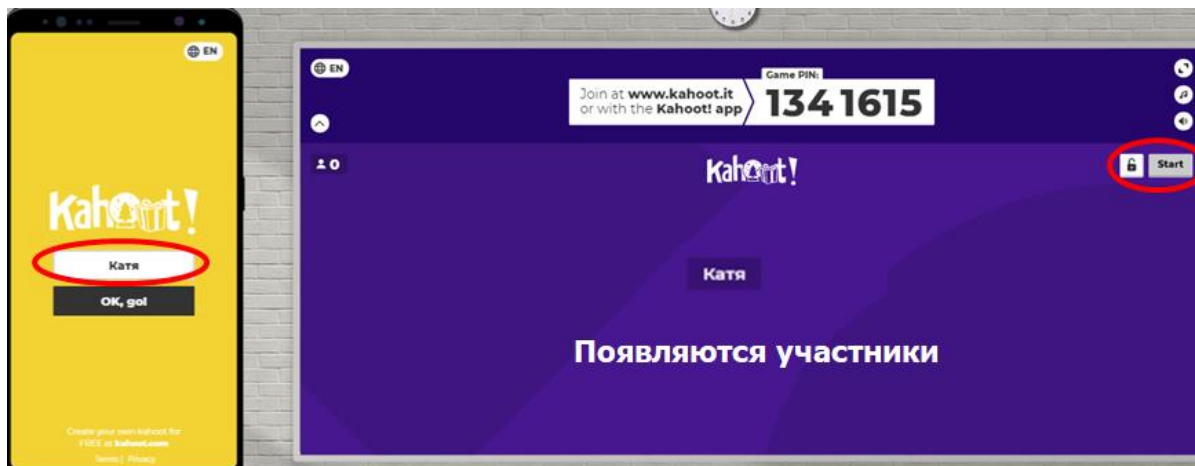 EN
Kahoot!
Катя
OK, go!
Create your own kahoot for
FREE at kahoot.com
Terms | Privacy
EN
Join at www.kahoot.it
or with the Kahoot! app
Game PIN:
134 1615
0
Kahoot!
Start
Катя
Появляются участники